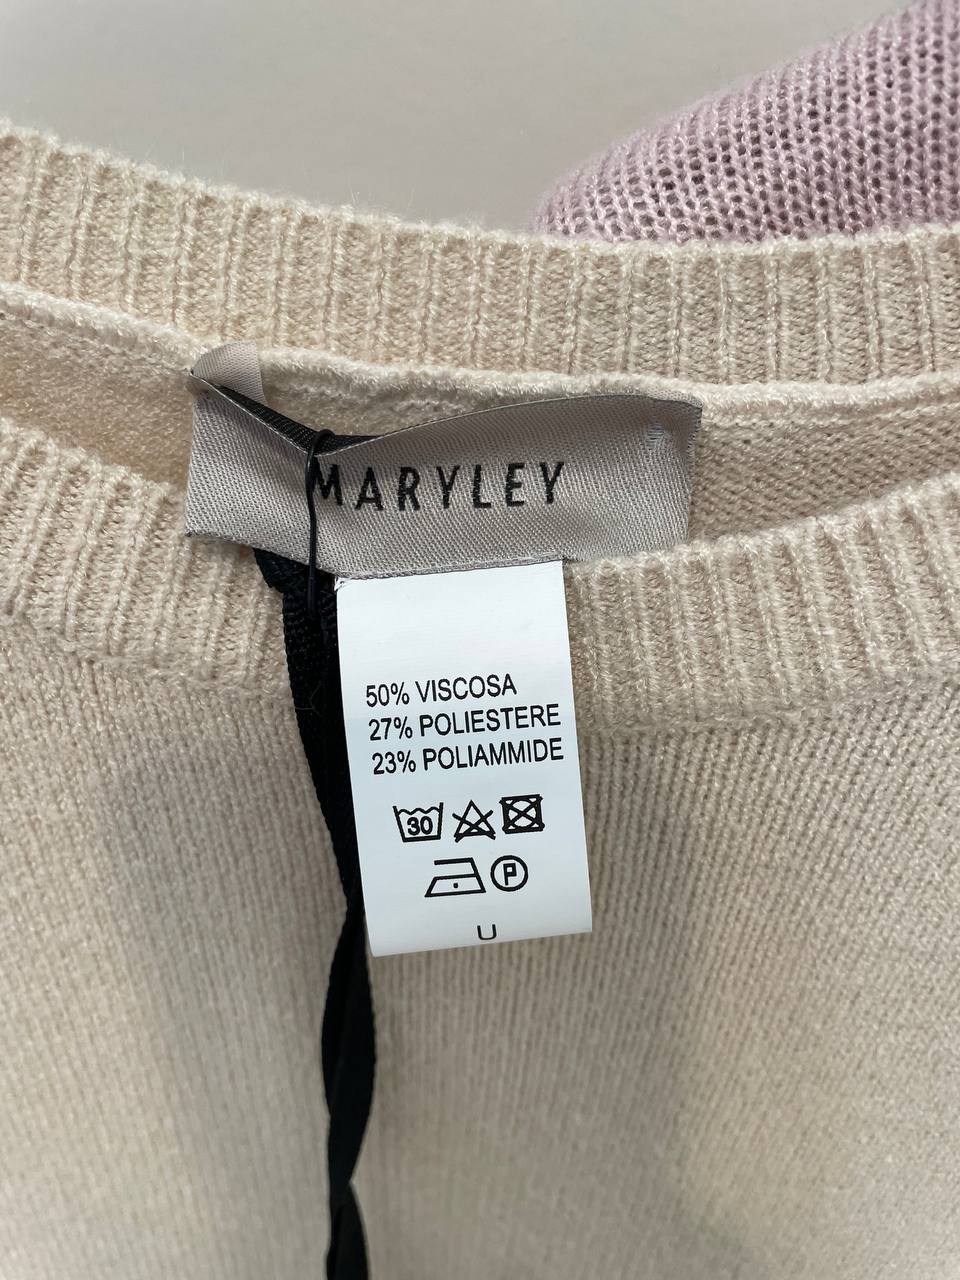 MARYLEY
50% VISCOSA
27% POLIESTERE
23% POLIAMMIDE
30
P
U